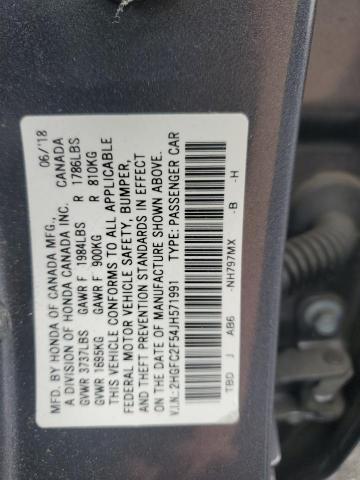 MFD. BY HONDA OF CANADA MFG., 06/'18
A DIVISION OF HONDA CANADA INC. CANADA
GVWR 3737LBS GAWR F 1984LBS R 1786LBS
GVWR 1695KG GAWR F 900KG R 810KG
THIS VEHICLE CONFORMS TO ALL APPLICABLE
FEDERAL MOTOR VEHICLE SAFETY, BUMPER,
AND THEFT PREVENTION STANDARDS IN EFFECT
ON THE DATE OF MANUFACTURE SHOWN ABOVE.
V.I.N.: 2HGFC2F54JH571991 TYPE: PASSENGER CAR
TBD J AB6 -NH797MX -B -H